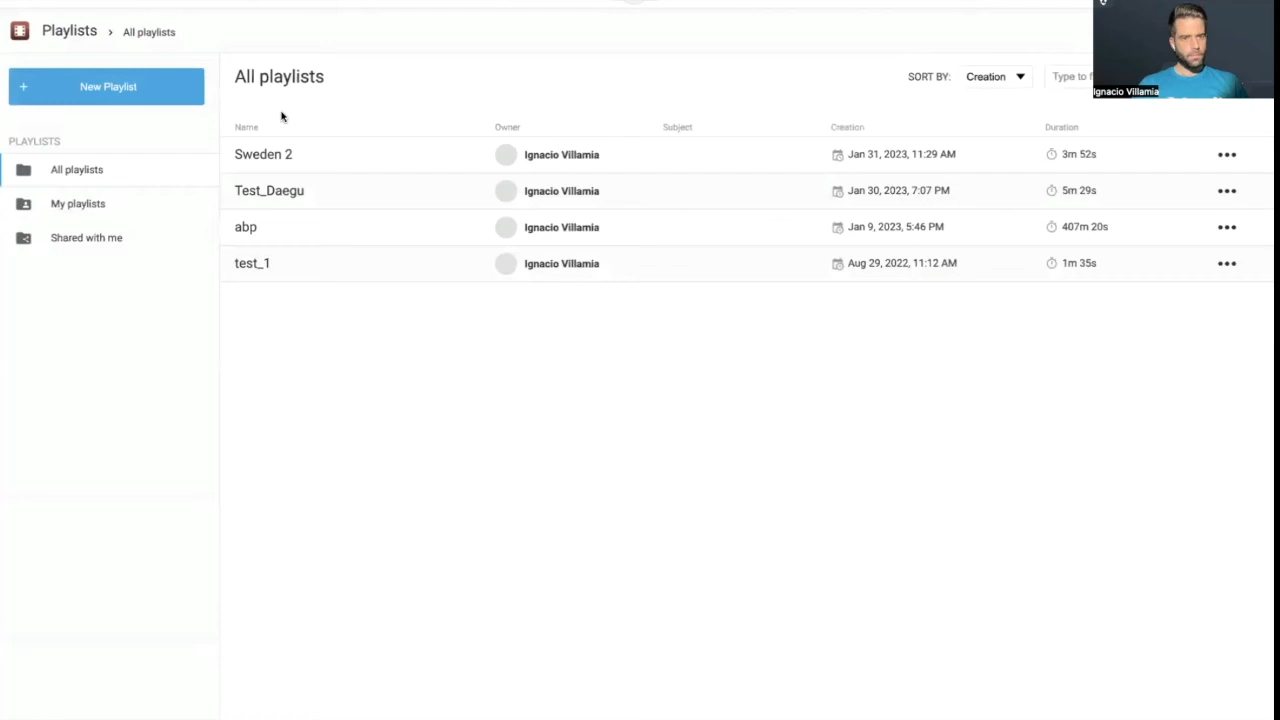 Playlists › All playlists
Ignacio Villamia
+ New Playlist
All playlists
SORT BY: Creation
Type to f
PLAYLISTS
All playlists
My playlists
Shared with me
Name Owner Subject Creation Duration
Sweden 2 Ignacio Villamia Jan 31, 2023, 11:29 AM 3m 52s
Test_Daegu Ignacio Villamia Jan 30, 2023, 7:07 PM 5m 29s
abp Ignacio Villamia Jan 9, 2023, 5:46 PM 407m 20s
test_1 Ignacio Villamia Aug 29, 2022, 11:12 AM 1m 35s